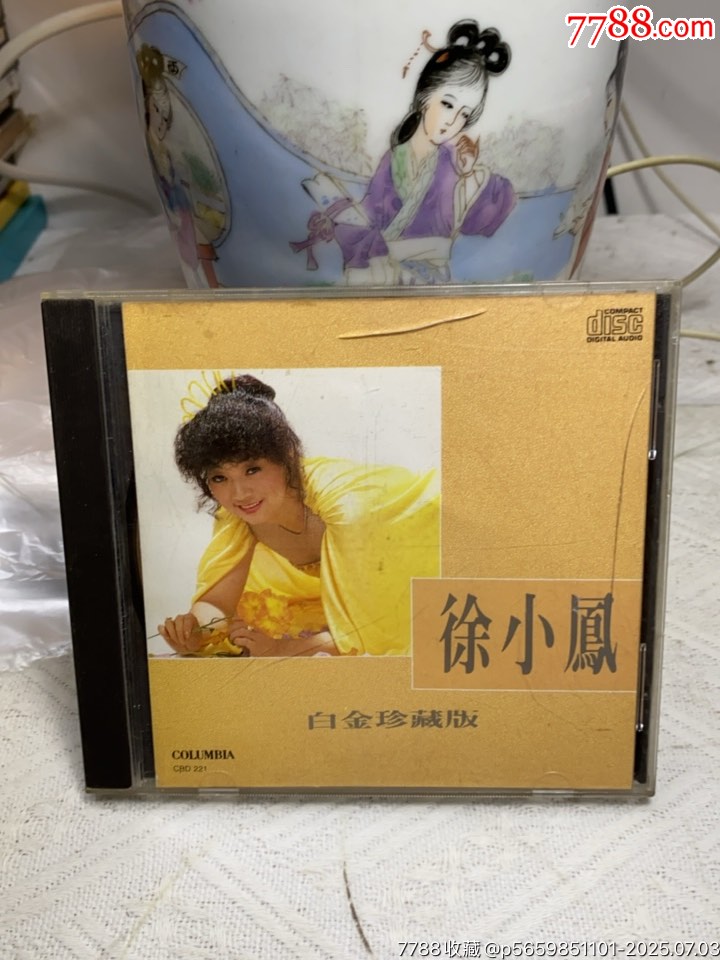 7788.com
COMPACT
disc
DIGITAL AUDIO
徐小鳳
白金珍藏版
COLUMBIA
CBD 221
7788收藏@p5659851101-2025.07.03